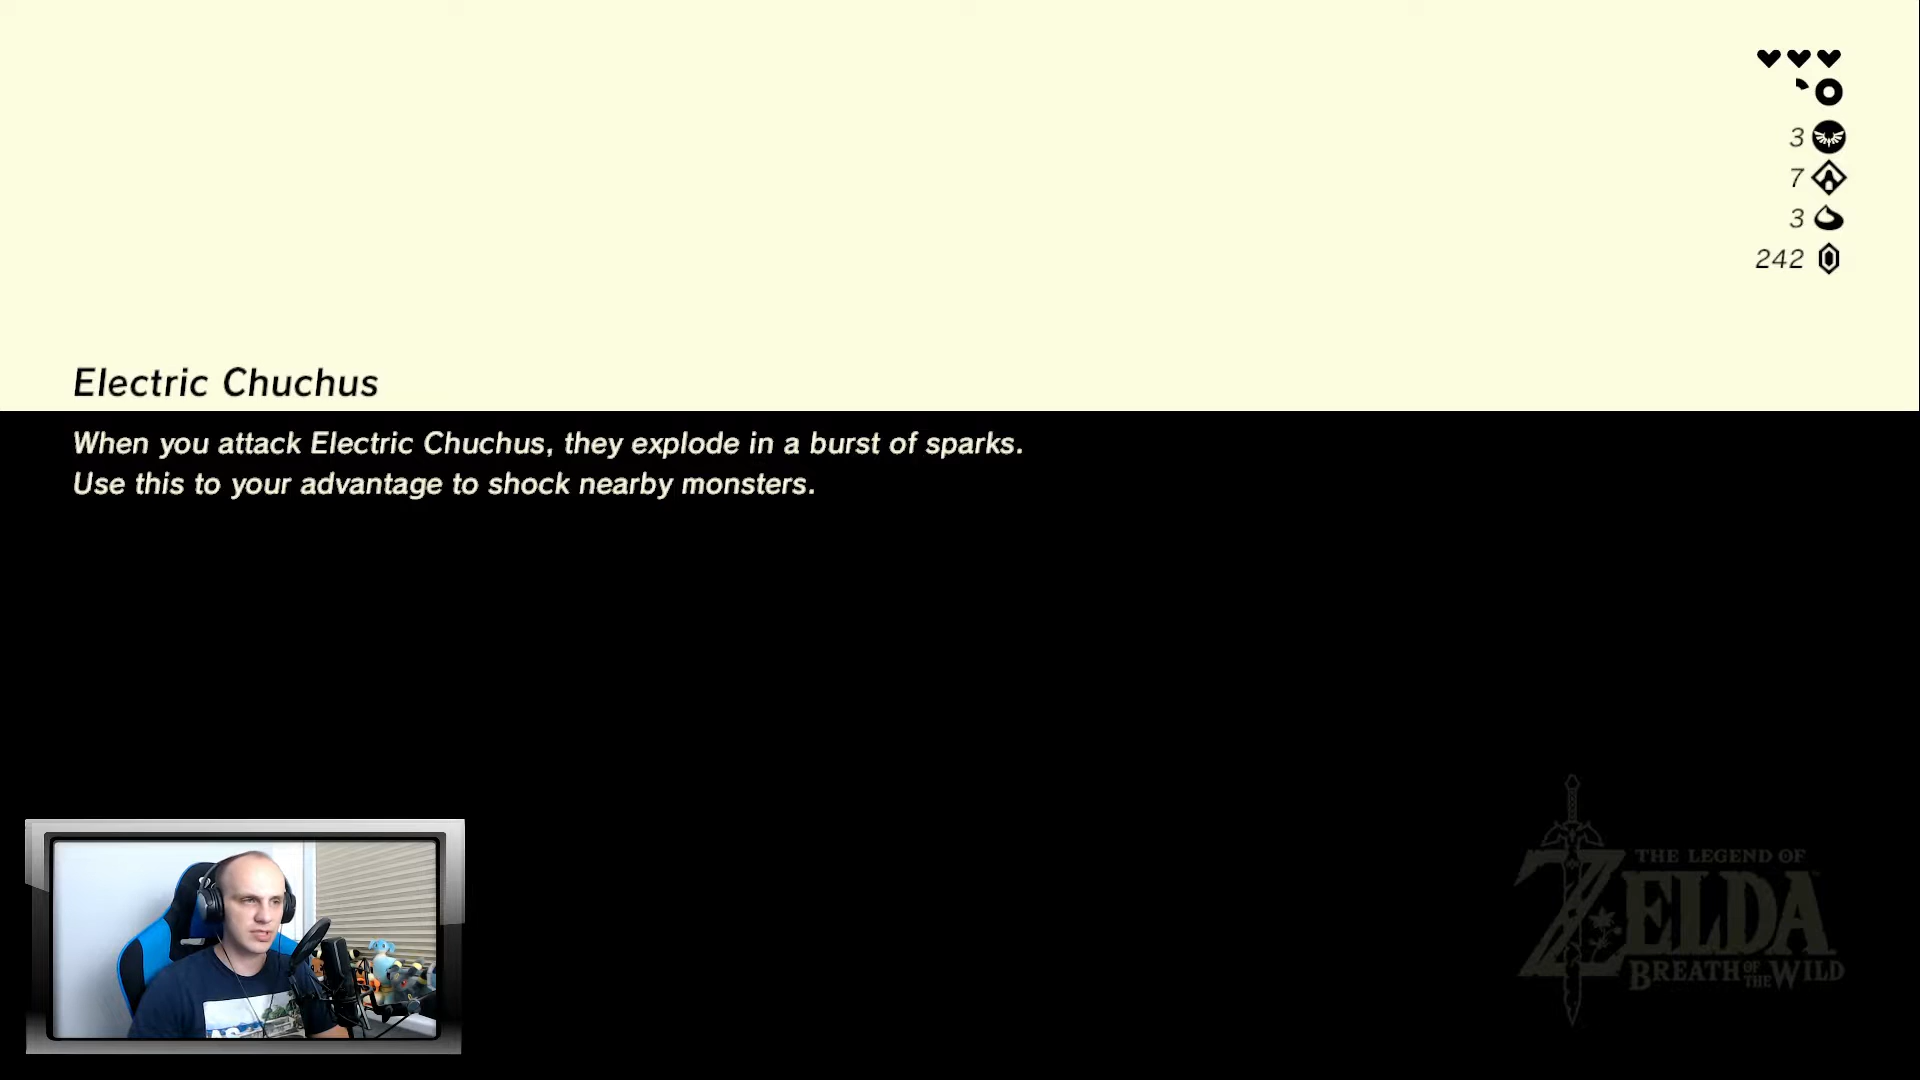 3
7
3
242
Electric Chuchus
When you attack Electric Chuchus, they explode in a burst of sparks.
Use this to your advantage to shock nearby monsters.
THE LEGEND OF
ZELDA
BREATH OF THE WILD